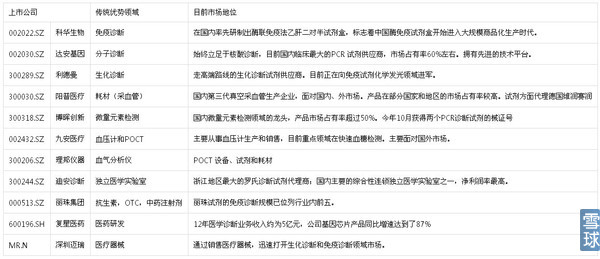 上市公司 传统优势领域 目前市场地位
002022.SZ 科华生物 免疫诊断 在国内率先研制出酶联免疫法乙肝二对半试剂盒，标志着中国酶免疫试剂盒开始进入大规模商品化生产时代。
002030.SZ 达安基因 分子诊断 始终立足于核酸诊断，目前国内临床最大的PCR 试剂供应商，市场占有率60%左右。拥有先进的技术平台。
300289.SZ 利德曼 生化诊断 走高端路线的生化诊断试剂供应商。目前正在向免疫试剂化学发光领域进军。
300030.SZ 阳普医疗 耗材（采血管） 国内第三代真空采血管生产企业，面对国内、外市场。产品在部分国家和地区的市场占有率较高。试剂方面代理德国维润赛润
300318.SZ 博晖创新 微量元素检测 国内微量元素检测领域的龙头，产品市场占有率超过50%。今年10月获得两个PCR诊断试剂的械证号
002432.SZ 九安医疗 血压计和POCT 主要从事血压计生产和销售，目前重点领域在快速血糖检测。主要面对国外市场。
300206.SZ 理邦仪器 血气分析仪 POCT 设备、试剂和耗材
300244.SZ 迪安诊断 独立医学实验室 浙江地区最大的罗氏诊断试剂代理商；国内主要的综合性连锁独立医学实验室之一，净利润率最高。
000513.SZ 丽珠集团 抗生素，OTC，中药注射剂 丽珠试剂的免疫诊断规模已位列行业内前五。
600196.SH 复星医药 医药研发 12年医学诊断业务收入约为5亿元，公司基因芯片产品同比增速达到了87%
MR.N 深圳迈瑞 医疗器械 通过销售医疗器械，迅速打开生化诊断和免疫诊断领域市场。
雪球